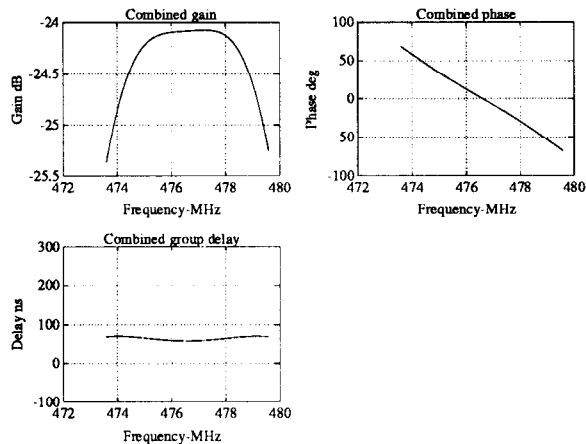 Combined gain
-24
-24.5
-25
-25.5
Gain dB
472 474 476 478 480
Frequency-MHz
Combined phase
100
50
0
50
-100
Phase deg
472 474 476 478 480
Frequency-MHz
Combined group delay
300
200
100
0
-100
Delay ns
472 474 476 478 480
Frequency-MHz